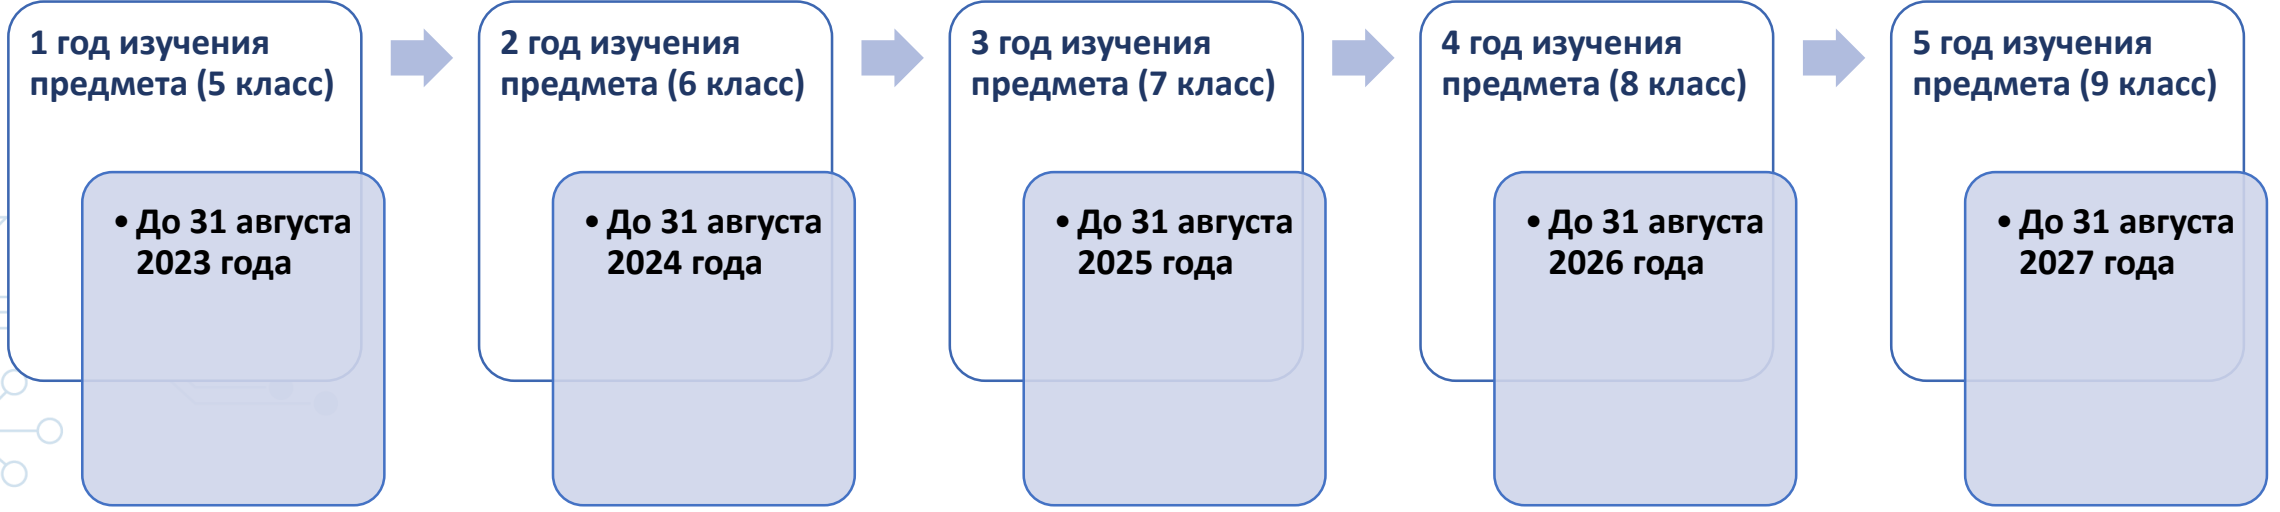 1 год изучения
предмета (5 класс)
• До 31 августа
2023 года
2 год изучения
предмета (6 класс)
• До 31 августа
2024 года
3 год изучения
предмета (7 класс)
• До 31 августа
2025 года
4 год изучения
предмета (8 класс)
• До 31 августа
2026 года
5 год изучения
предмета (9 класс)
• До 31 августа
2027 года